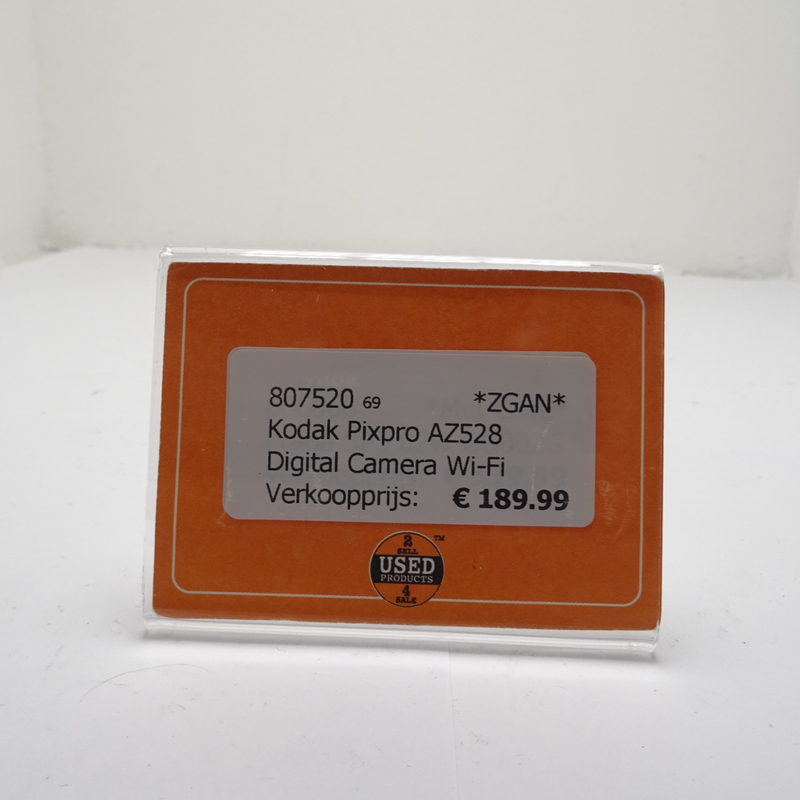 807520 69 *ZGAN*
Kodak Pixpro AZ528
Digital Camera Wi-Fi
Verkoopprijs: € 189.99
2
SELL
USED
PRODUCTS
4
SALE
TM